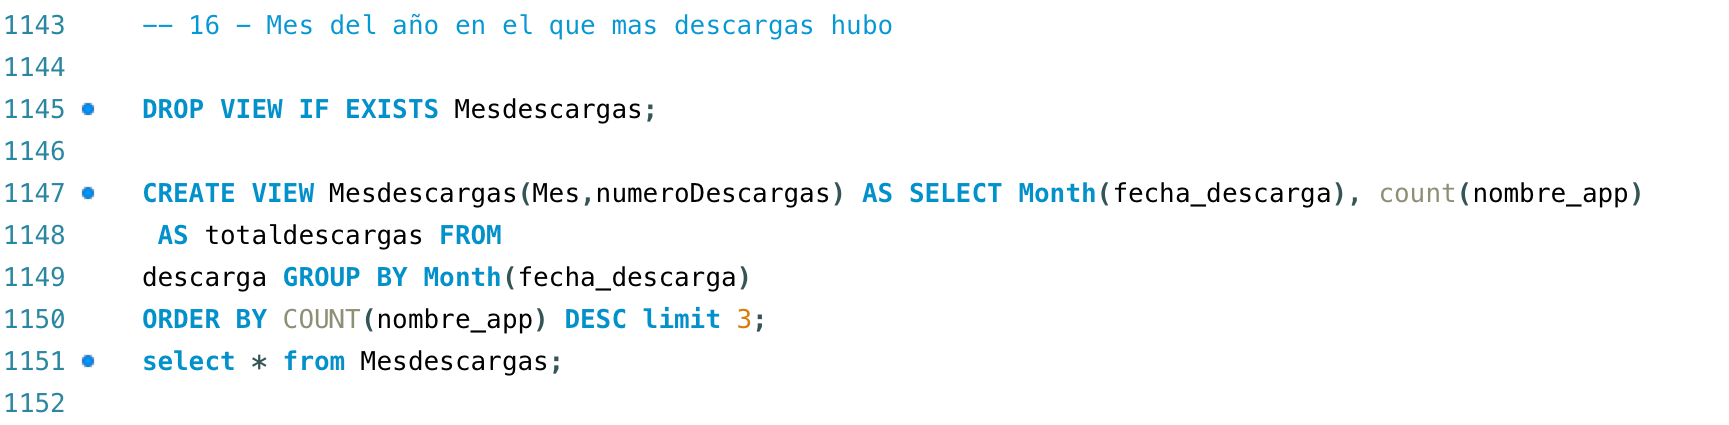 1143 -- 16 - Mes del año en el que mas descargas hubo
1144
1145 DROP VIEW IF EXISTS Mesdescargas;
1146
1147 CREATE VIEW Mesdescargas(Mes,numeroDescargas) AS SELECT Month(fecha_descarga), count(nombre_app)
1148 AS totaldescargas FROM
1149 descarga GROUP BY Month(fecha_descarga)
1150 ORDER BY COUNT(nombre_app) DESC limit 3;
1151 select * from Mesdescargas;
1152